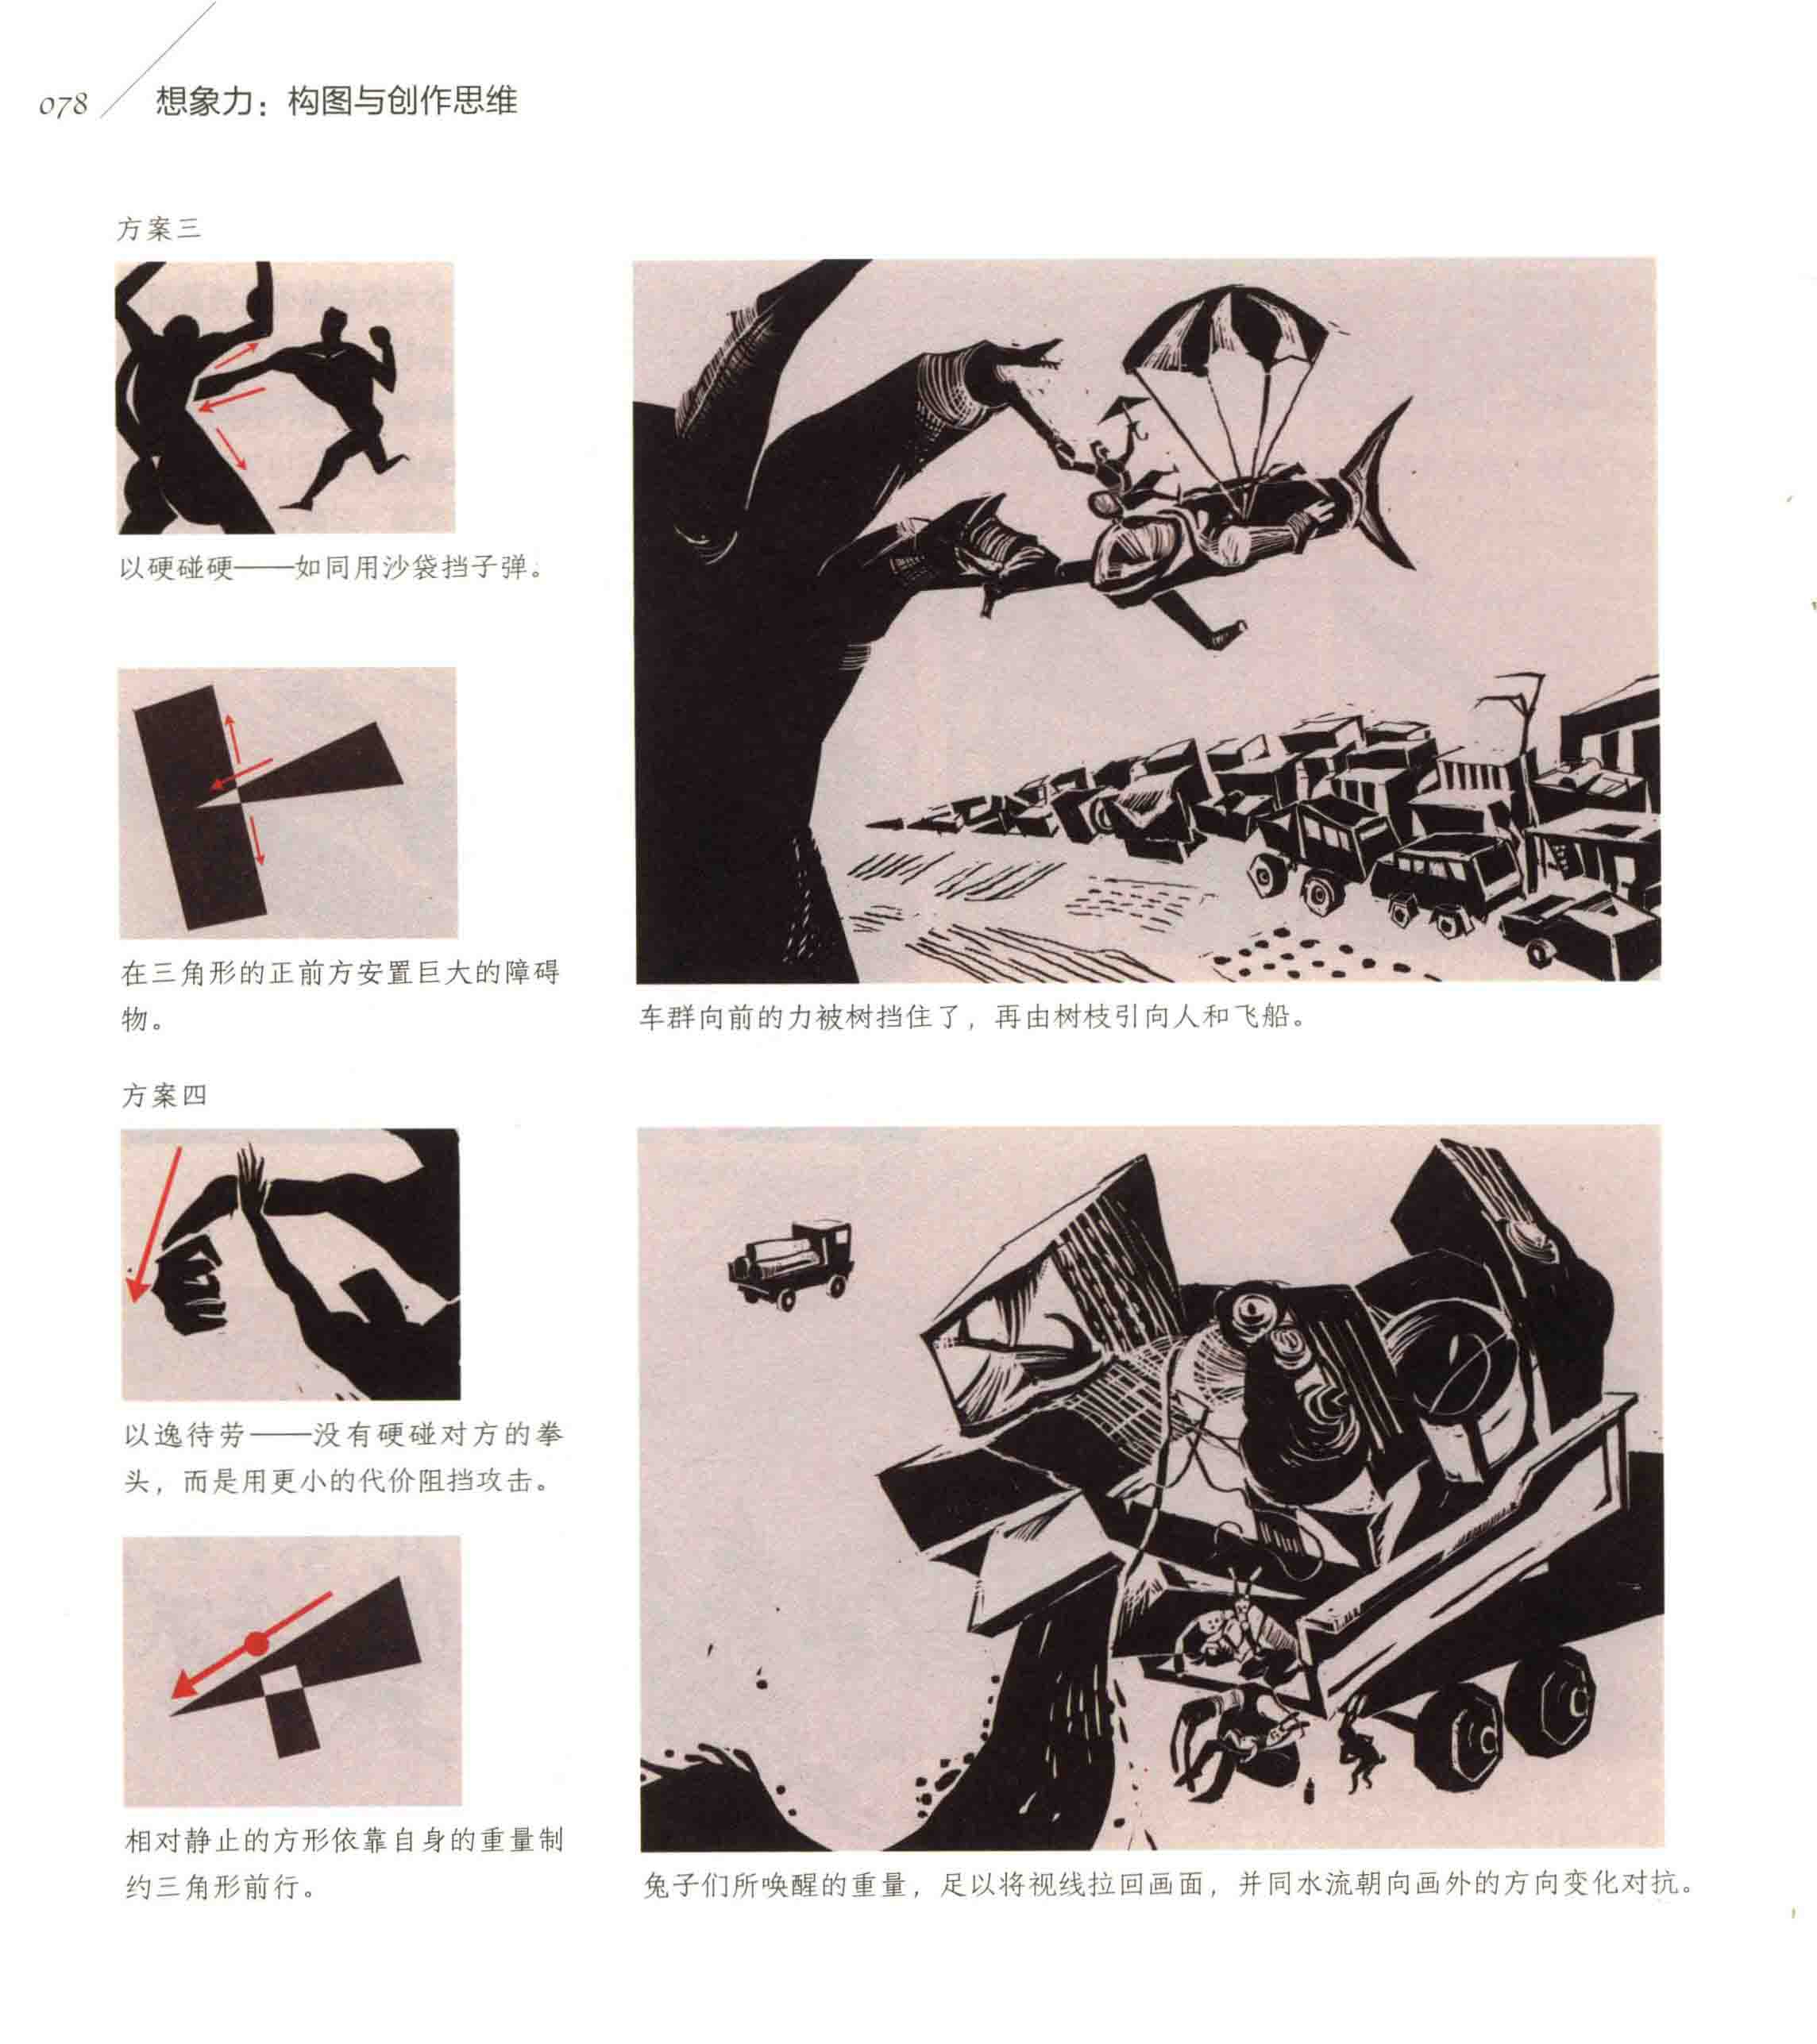 078
想象力：构图与创作思维
方案三
以硬碰硬——如同用沙袋挡子弹。
在三角形的正前方安置巨大的障碍
物。
车群向前的力被树挡住了，再由树枝引向人和飞船。
方案四
以逸待劳——没有硬碰对方的拳
头，而是用更小的代价阻挡攻击。
相对静止的方形依靠自身的重量制
约三角形前行。
兔子们所唤醒的重量，足以将视线拉回画面，并同水流朝向画外的方向变化对抗。